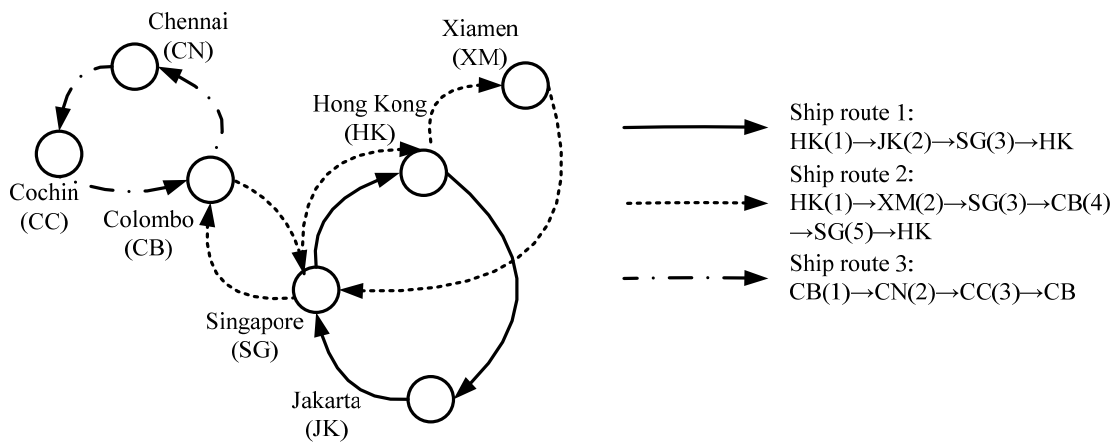 Chennai
(CN)
Xiamen
(XM)
Hong Kong
(HK)
Cochin
(CC)
Colombo
(CB)
Singapore
(SG)
Jakarta
(JK)
Ship route 1:
HK(1)→JK(2)→SG(3)→HK
Ship route 2:
HK(1)→XM(2)→SG(3)→CB(4)
→SG(5)→HK
Ship route 3:
CB(1)→CN(2)→CC(3)→CB